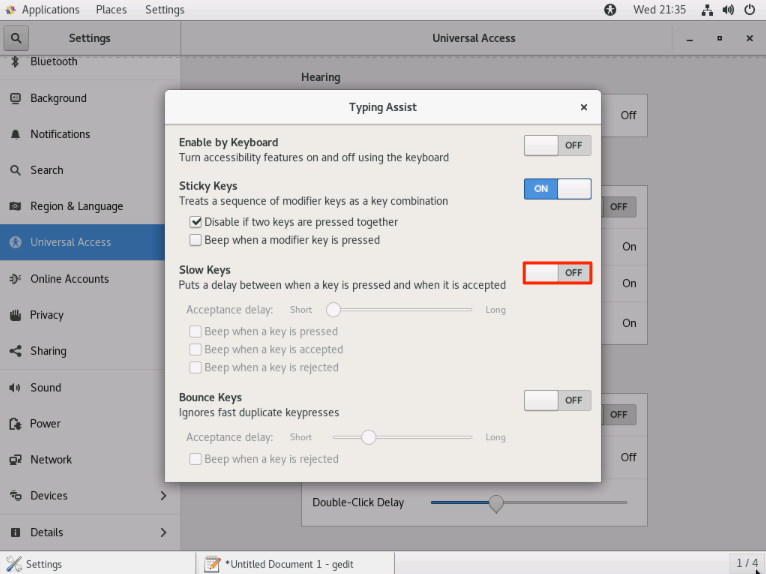 Applications Places Settings Wed 21:35
Settings Universal Access
Bluetooth
Hearing
Background
Off
Notifications
Search
Region & Language
OFF
Universal Access
On
Online Accounts
On
Privacy
On
Sharing
Sound
Power
OFF
Network
Off
Devices
Double-Click Delay
Details
Typing Assist
Enable by Keyboard
OFF
Turn accessibility features on and off using the keyboard
Sticky Keys
ON
Treats a sequence of modifier keys as a key combination
Disable if two keys are pressed together
Beep when a modifier key is pressed
Slow Keys
OFF
Puts a delay between when a key is pressed and when it is accepted
Acceptance delay: Short Long
Beep when a key is pressed
Beep when a key is accepted
Beep when a key is rejected
Bounce Keys
OFF
Ignores fast duplicate keypresses
Acceptance delay: Short Long
Beep when a key is rejected
Settings *Untitled Document 1 - gedit 1 / 4